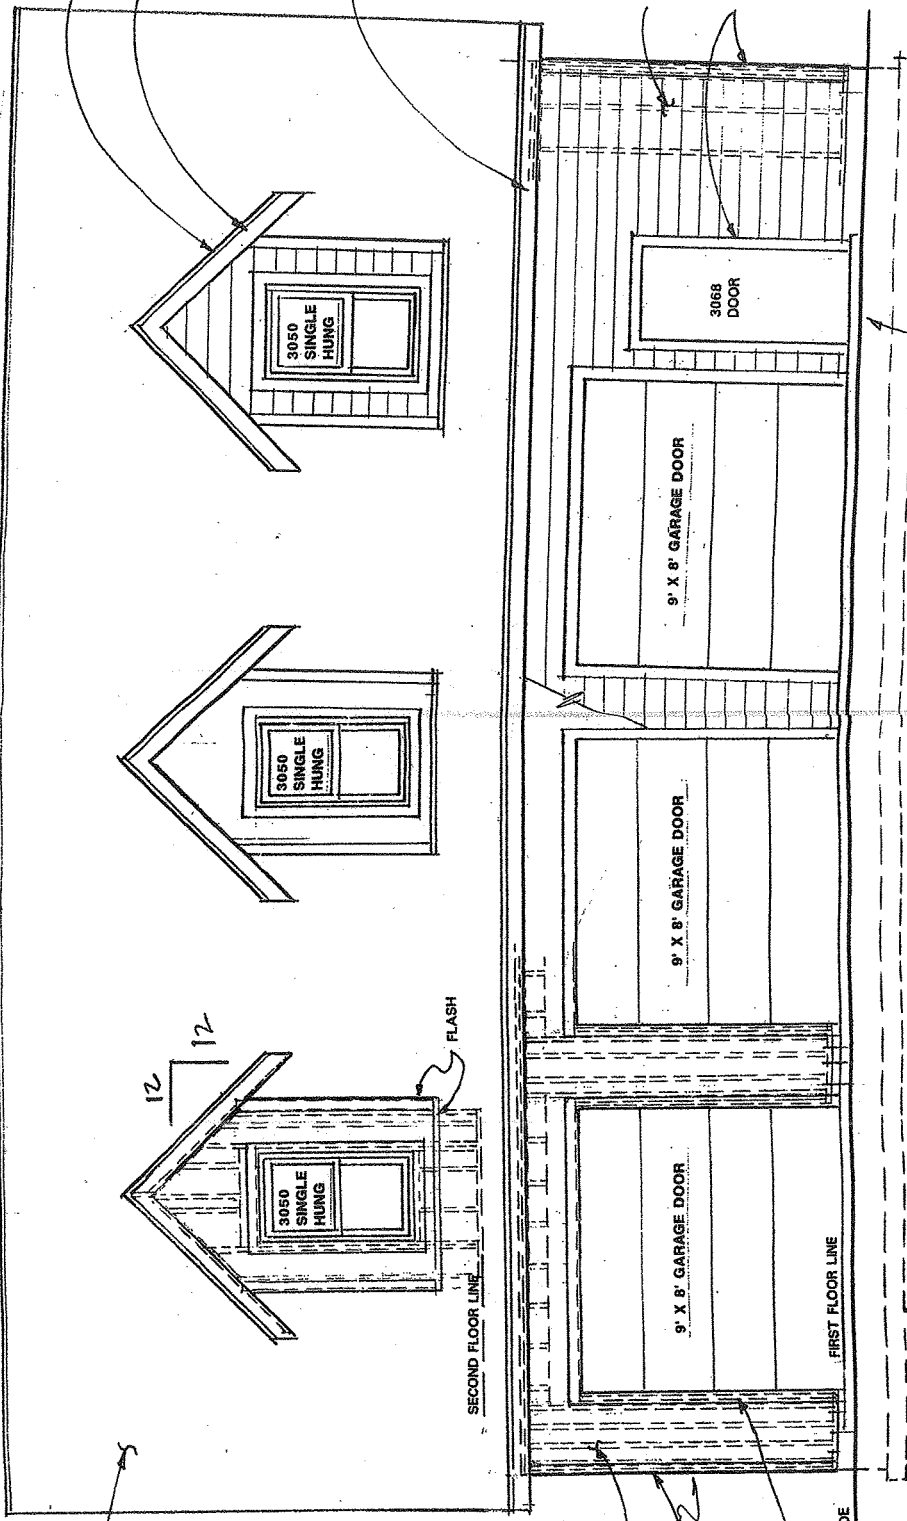 12
12
3050
SINGLE
HUNG
3050
SINGLE
HUNG
3050
SINGLE
HUNG
FLASH
SECOND FLOOR LINE
9' X 8' GARAGE DOOR
9' X 8' GARAGE DOOR
9' X 8' GARAGE DOOR
3068
DOOR
FIRST FLOOR LINE
DE